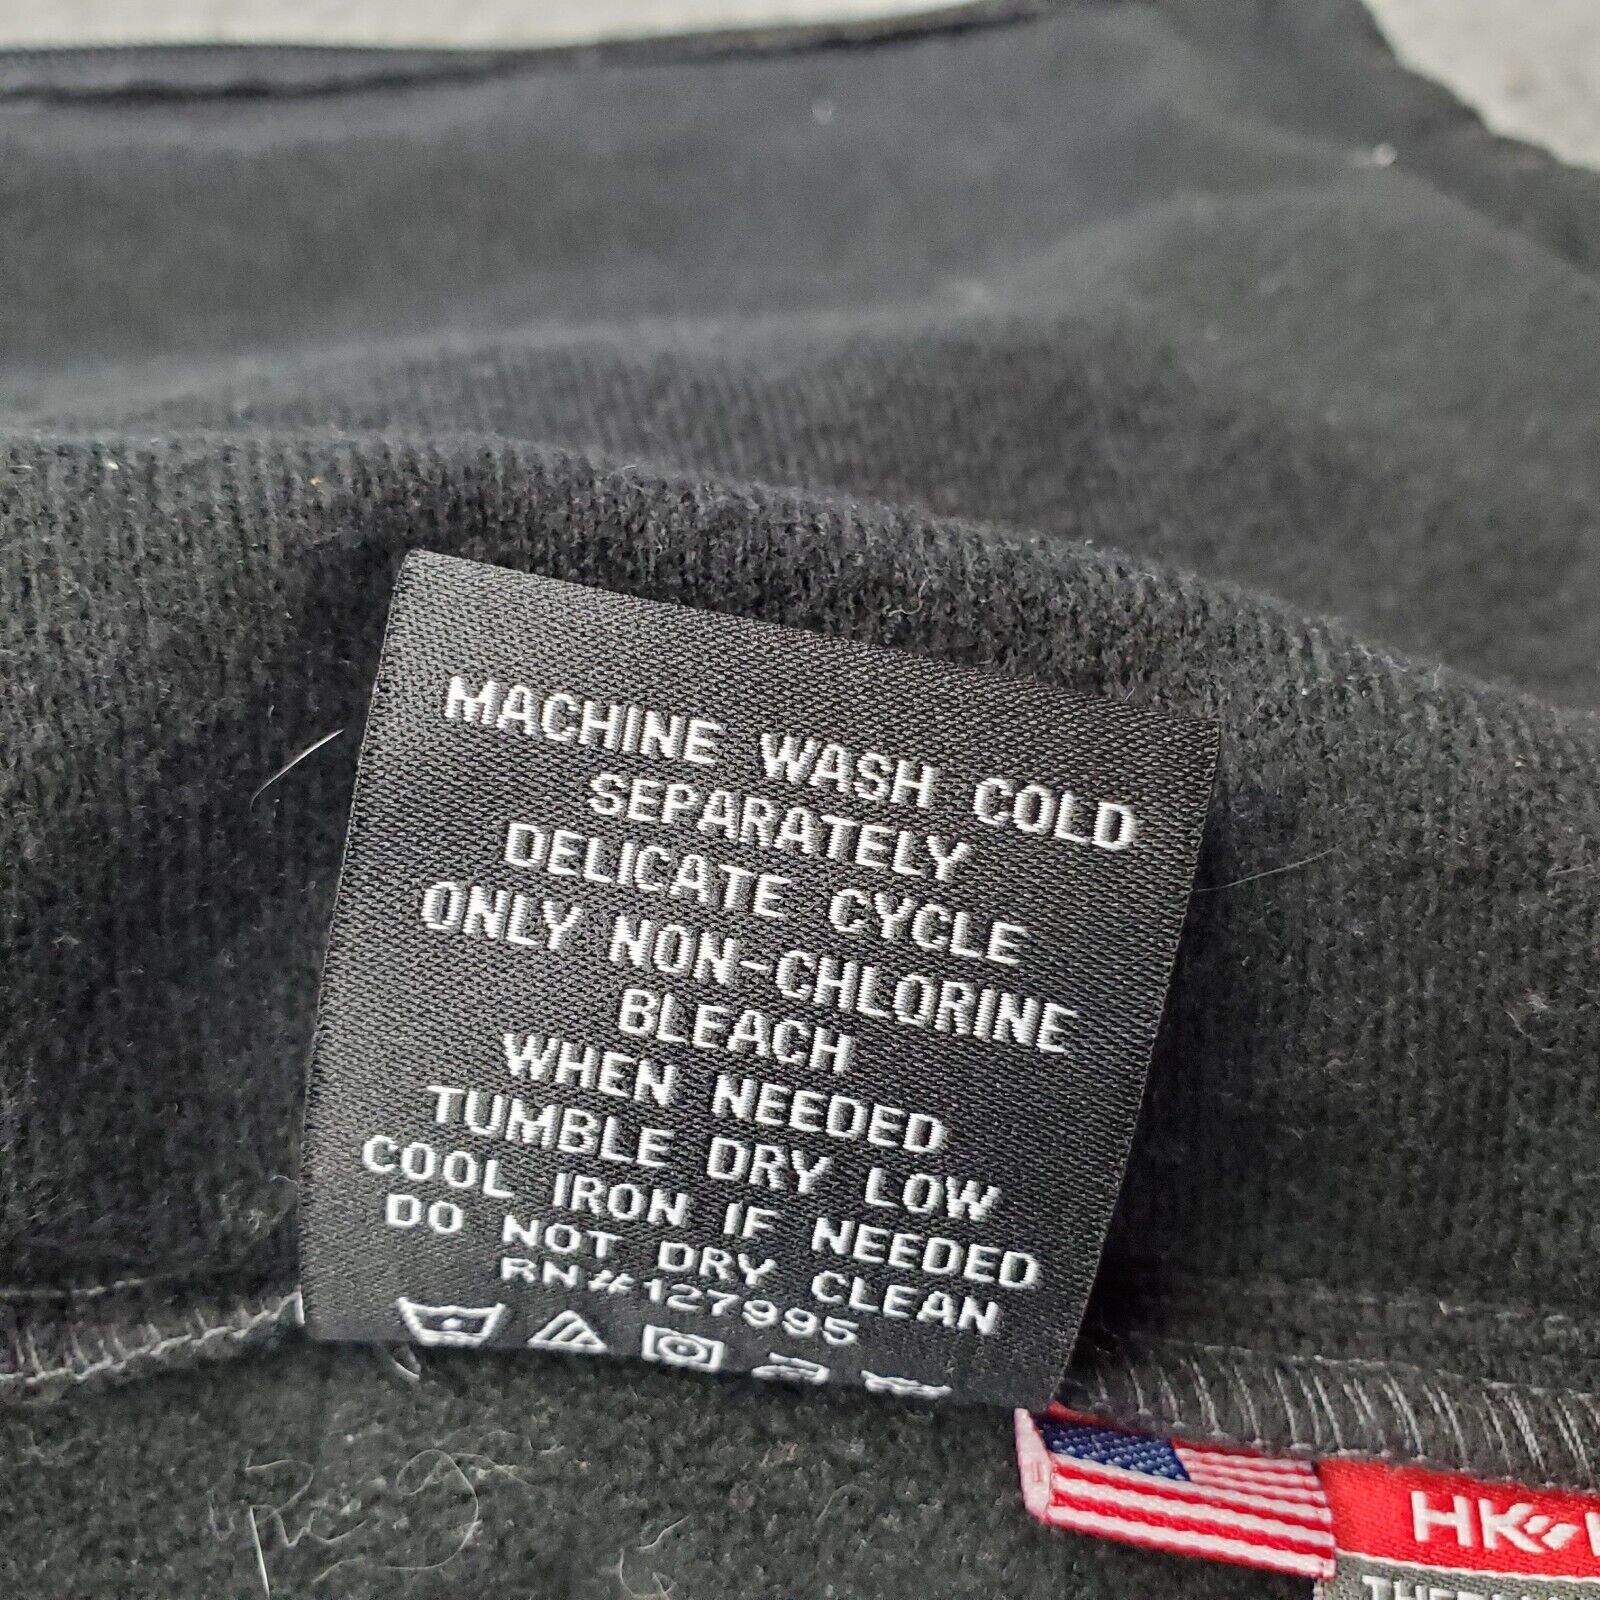 MACHINE WASH COLD
SEPARATELY
DELICATE CYCLE
ONLY NON-CHLORINE
BLEACH
WHEN NEEDED
TUMBLE DRY LOW
COOL IRON IF NEEDED
DO NOT DRY CLEAN
RN#127995
HK